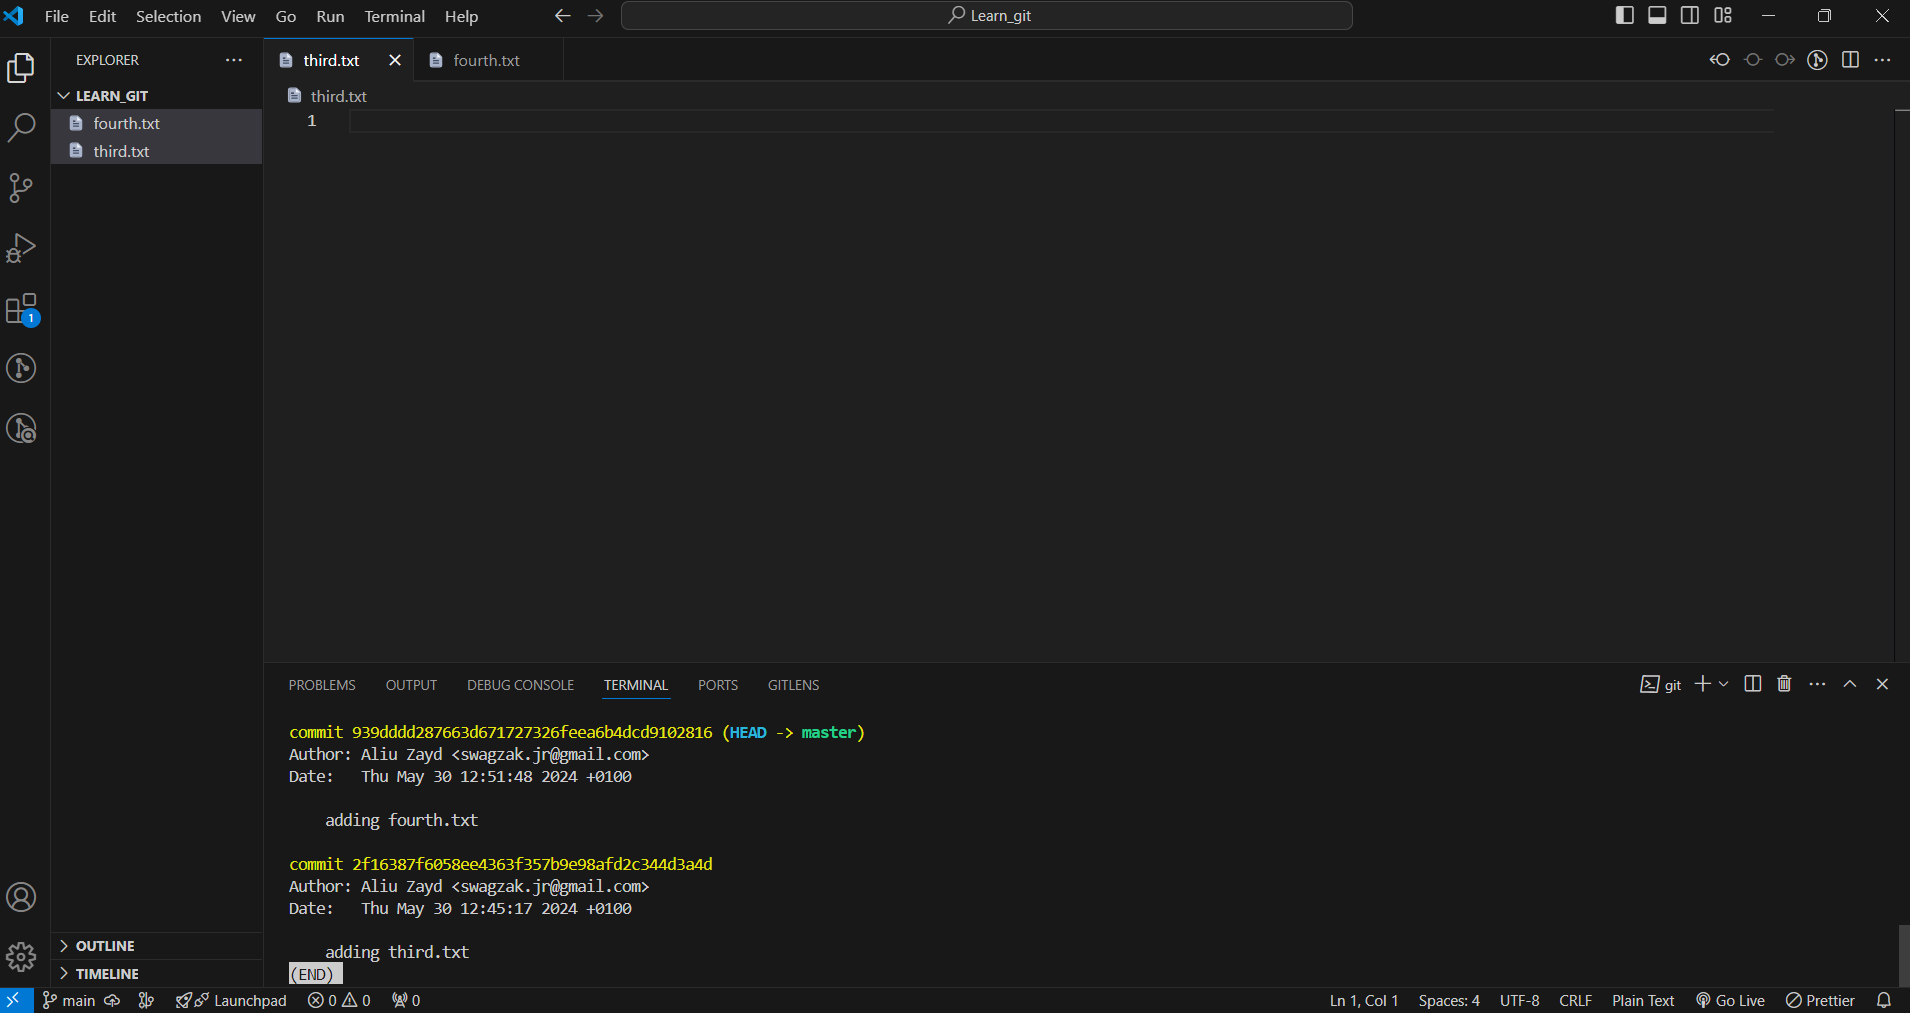 File Edit Selection View Go Run Terminal Help
Learn_git
EXPLORER
LEARN_GIT
fourth.txt
third.txt
1
OUTLINE
TIMELINE
third.txt
fourth.txt
third.txt
1
PROBLEMS OUTPUT DEBUG CONSOLE TERMINAL PORTS GITLENS
git
commit 939dddd287663d671727326feea6b4dcd9102816 (HEAD -> master)
Author: Aliu Zayd <swagzak.jr@gmail.com>
Date: Thu May 30 12:51:48 2024 +0100
adding fourth.txt
commit 2f16387f6058ee4363f357b9e98afd2c344d3a4d
Author: Aliu Zayd <swagzak.jr@gmail.com>
Date: Thu May 30 12:45:17 2024 +0100
adding third.txt
(END)
main Launchpad 0 0 0 Ln 1, Col 1 Spaces: 4 UTF-8 CRLF Plain Text Go Live Prettier